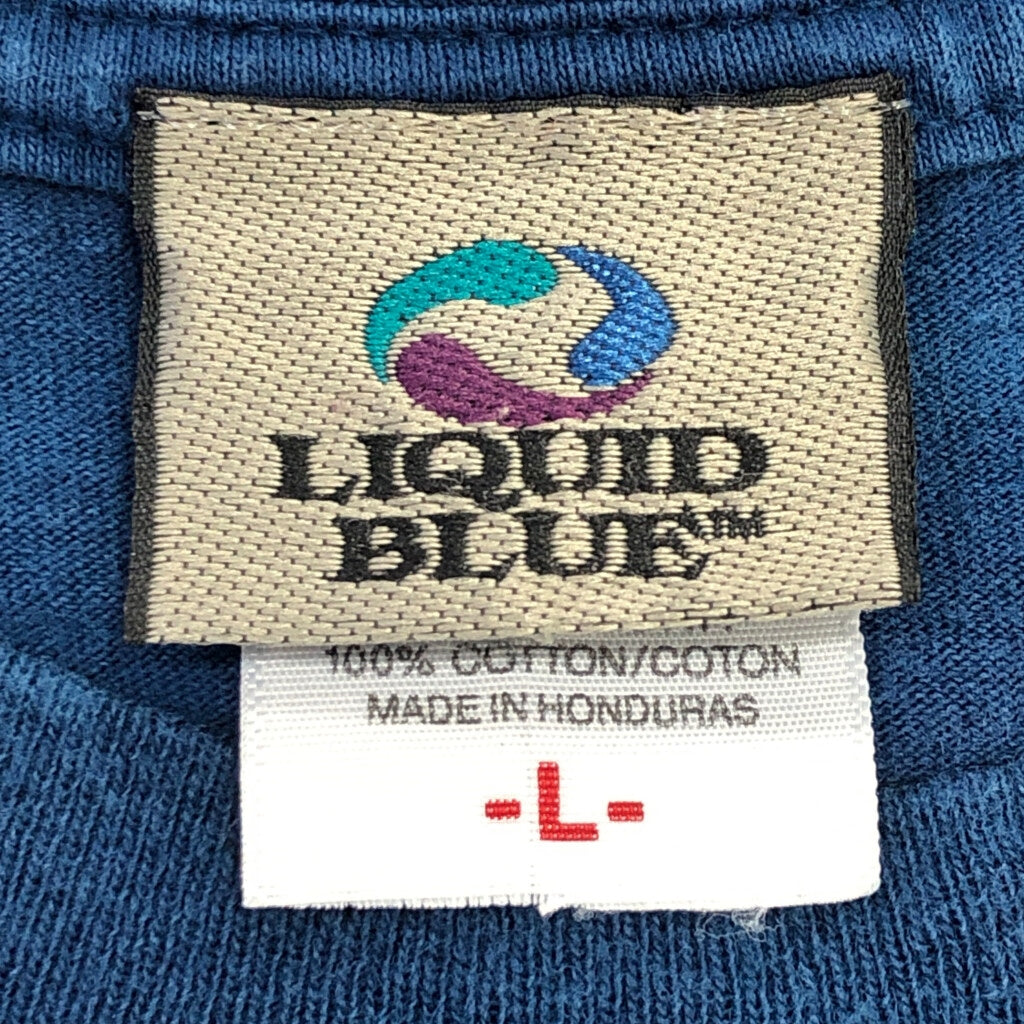 LIQUID
BLUE™
100% COTTON/COTON
MADE IN HONDURAS
-L-